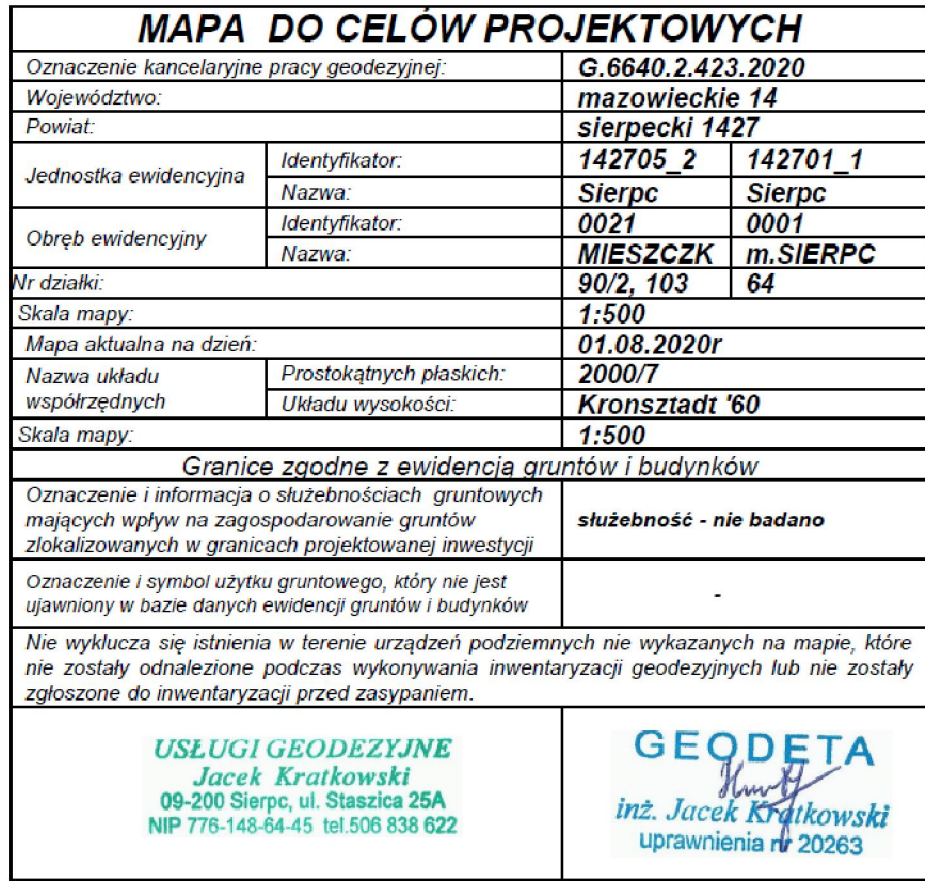 MAPA DO CELÓW PROJEKTOWYCH
Oznaczenie kancelaryjne pracy geodezyjnej: G.6640.2.423.2020
Województwo: mazowieckie 14
Powiat: sierpecki 1427
Jednostka ewidencyjna
Identyfikator: 142705_2 142701_1
Nazwa: Sierpc Sierpc
Obręb ewidencyjny
Identyfikator: 0021 0001
Nazwa: MIESZCZK m.SIERPC
Nr działki: 90/2, 103 64
Skala mapy: 1:500
Mapa aktualna na dzień: 01.08.2020r
Nazwa układu
współrzędnych
Prostokątnych płaskich: 2000/7
Układu wysokości: Kronsztadt '60
Skala mapy: 1:500
Granice zgodne z ewidencją gruntów i budynków
Oznaczenie i informacja o służebnościach gruntowych
mających wpływ na zagospodarowanie gruntów
zlokalizowanych w granicach projektowanej inwestycji
służebność - nie badano
Oznaczenie i symbol użytku gruntowego, który nie jest
ujawniony w bazie danych ewidencji gruntów i budynków
-
Nie wyklucza się istnienia w terenie urządzeń podziemnych nie wykazanych na mapie, które
nie zostały odnalezione podczas wykonywania inwentaryzacji geodezyjnych lub nie zostały
zgłoszone do inwentaryzacji przed zasypaniem.
USŁUGI GEODEZYJNE
Jacek Kratkowski
09-200 Sierpc, ul. Staszica 25A
NIP 776-148-64-45 tel.506 838 622
GEODETA
inż. Jacek Kratkowski
uprawnienia nr 20263